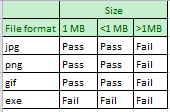 Size
File format 1 MB <1 MB >1MB
jpg Pass Pass Fail
png Pass Pass Fail
gif Pass Pass Fail
exe Fail Fail Fail